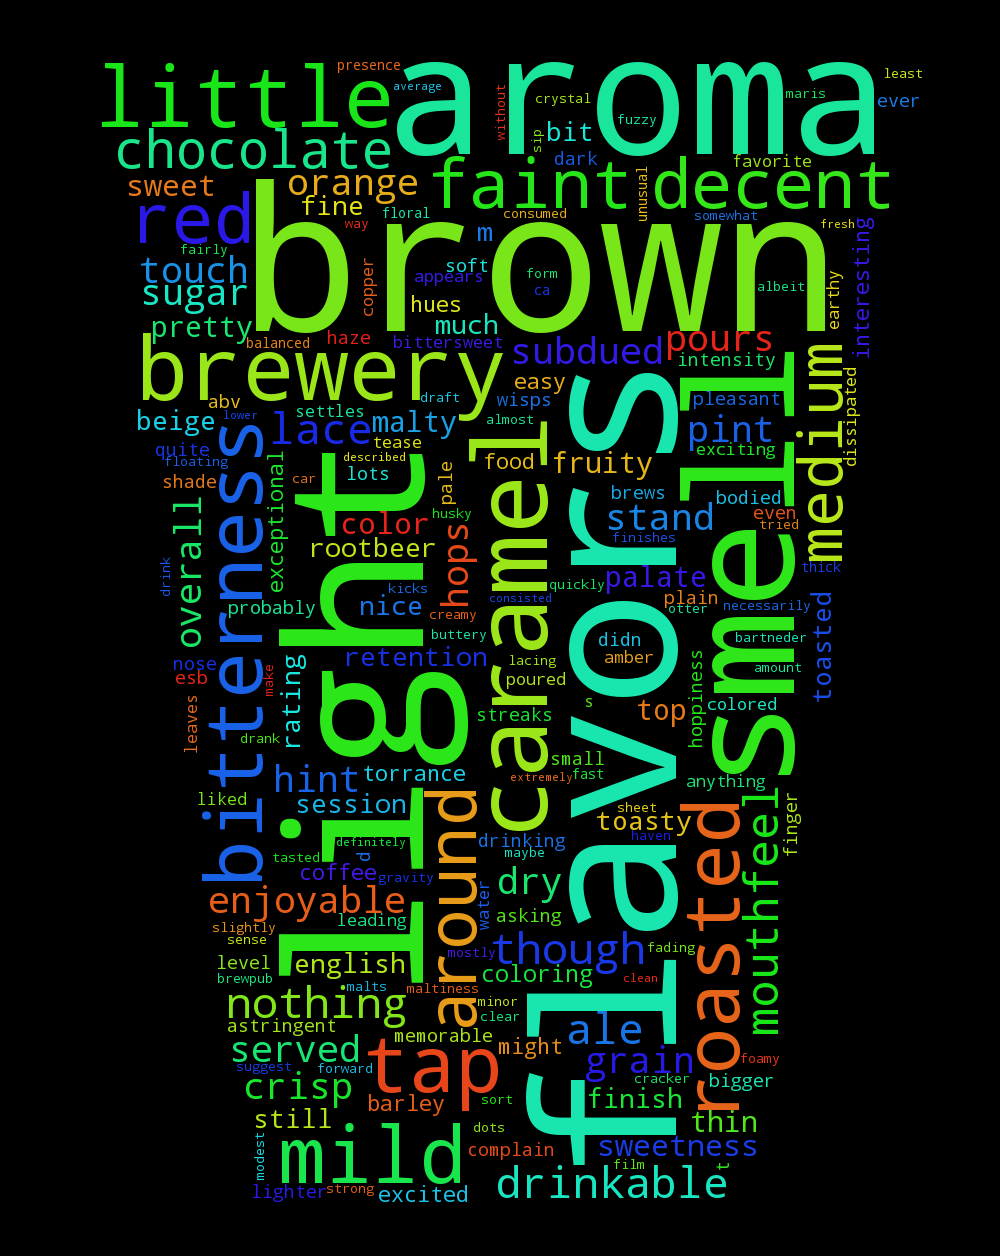 presence
average
little
aroma
least
without
crystal
maris
ever
fuzzy
sip
bit
chocolate
dark
favorite
faint
decent
sweet
orange
unusual
red
fine
floral
consumed
somewhat
way
fresh
brown
m
fairly
interesting
touch
copper
soft
appears
form
ca
albeit
earthy
sugar
hues
much
pretty
balanced
haze
bittersweet
subdued
pours
brewery
intensity
medium
dissipated
easy
abv
draft
wisps
pleasant
beige
lower
settles
lace
malty
almost
pint
quite
tease
exciting
floating
described
food
fruity
shade
exceptional
car
lots
pale
brews
bodied
overall
bitterness
light
color
husky
caramel
flavors
stand
even
tried
smell
rootbeer
hops
finishes
drink
kicks
quickly
palate
thick
probably
nice
creamy
consisted
plain
otter
necessarily
toasted
buttery
didn
bartneder
nose
retention
lacing
amber
amount
esb
make
rating
poured
s
hoppiness
colored
leaves
streaks
top
drank
small
hint
torrance
extremely
fast
anything
liked
session
sheet
toasty
finger
definitely
drinking
haven
roasted
mouthfeel
tasted
d
maybe
coffee
gravity
around
dry
enjoyable
water
asking
slightly
leading
sense
mostly
though
fading
level
english
coloring
clean
brewpub
malts
maltiness
minor
nothing
clear
astringent
memorable
ale
served
tap
might
grain
foamy
suggest
forward
cracker
bigger
crisp
barley
sort
finish
still
dots
thin
mild
complain
sweetness
modest
film
t
lighter
strong
excited
drinkable